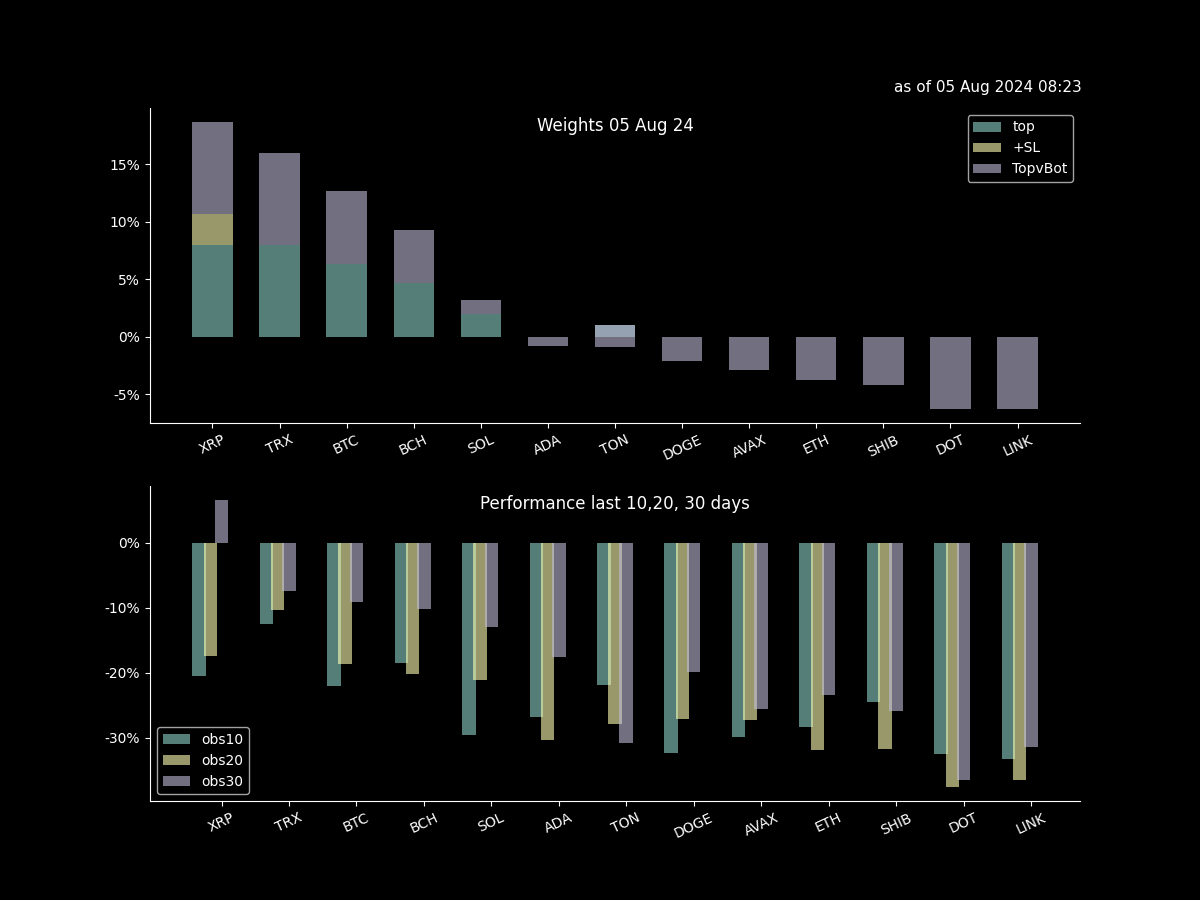 as of 05 Aug 2024 08:23
Weights 05 Aug 24
top
+SL
TopvBot
15%
10%
5%
0%
-5%
XRP TRX BTC BCH SOL ADA TON DOGE AVAX ETH SHIB DOT LINK
Performance last 10,20, 30 days
0%
-10%
-20%
-30%
obs10
obs20
obs30
XRP TRX BTC BCH SOL ADA TON DOGE AVAX ETH SHIB DOT LINK